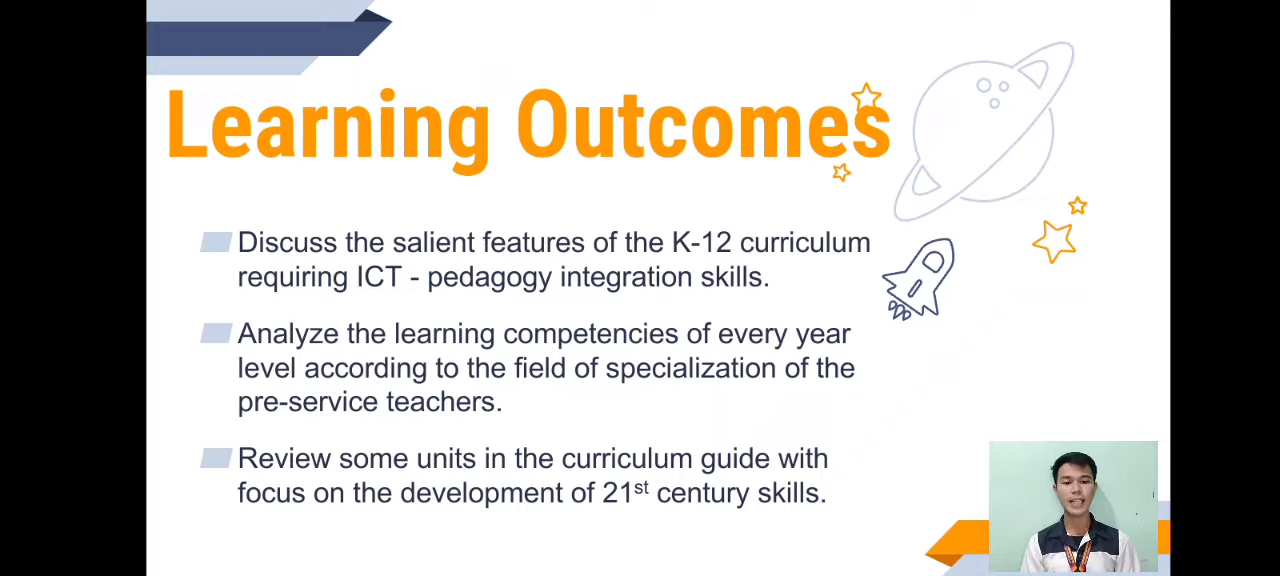 Learning Outcomes
Discuss the salient features of the K-12 curriculum
requiring ICT - pedagogy integration skills.
Analyze the learning competencies of every year
level according to the field of specialization of the
pre-service teachers.
Review some units in the curriculum guide with
focus on the development of 21st century skills.